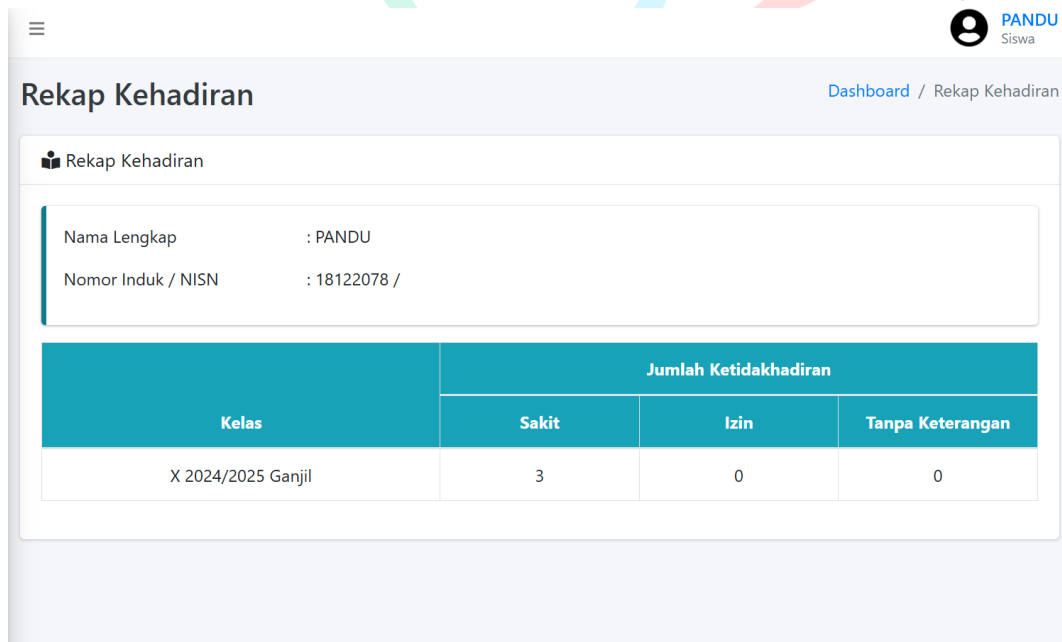 PANDU
Siswa
Rekap Kehadiran
Dashboard / Rekap Kehadiran
Rekap Kehadiran
Nama Lengkap : PANDU
Nomor Induk / NISN : 18122078 /
Jumlah Ketidakhadiran
Kelas Sakit Izin Tanpa Keterangan
X 2024/2025 Ganjil 3 0 0